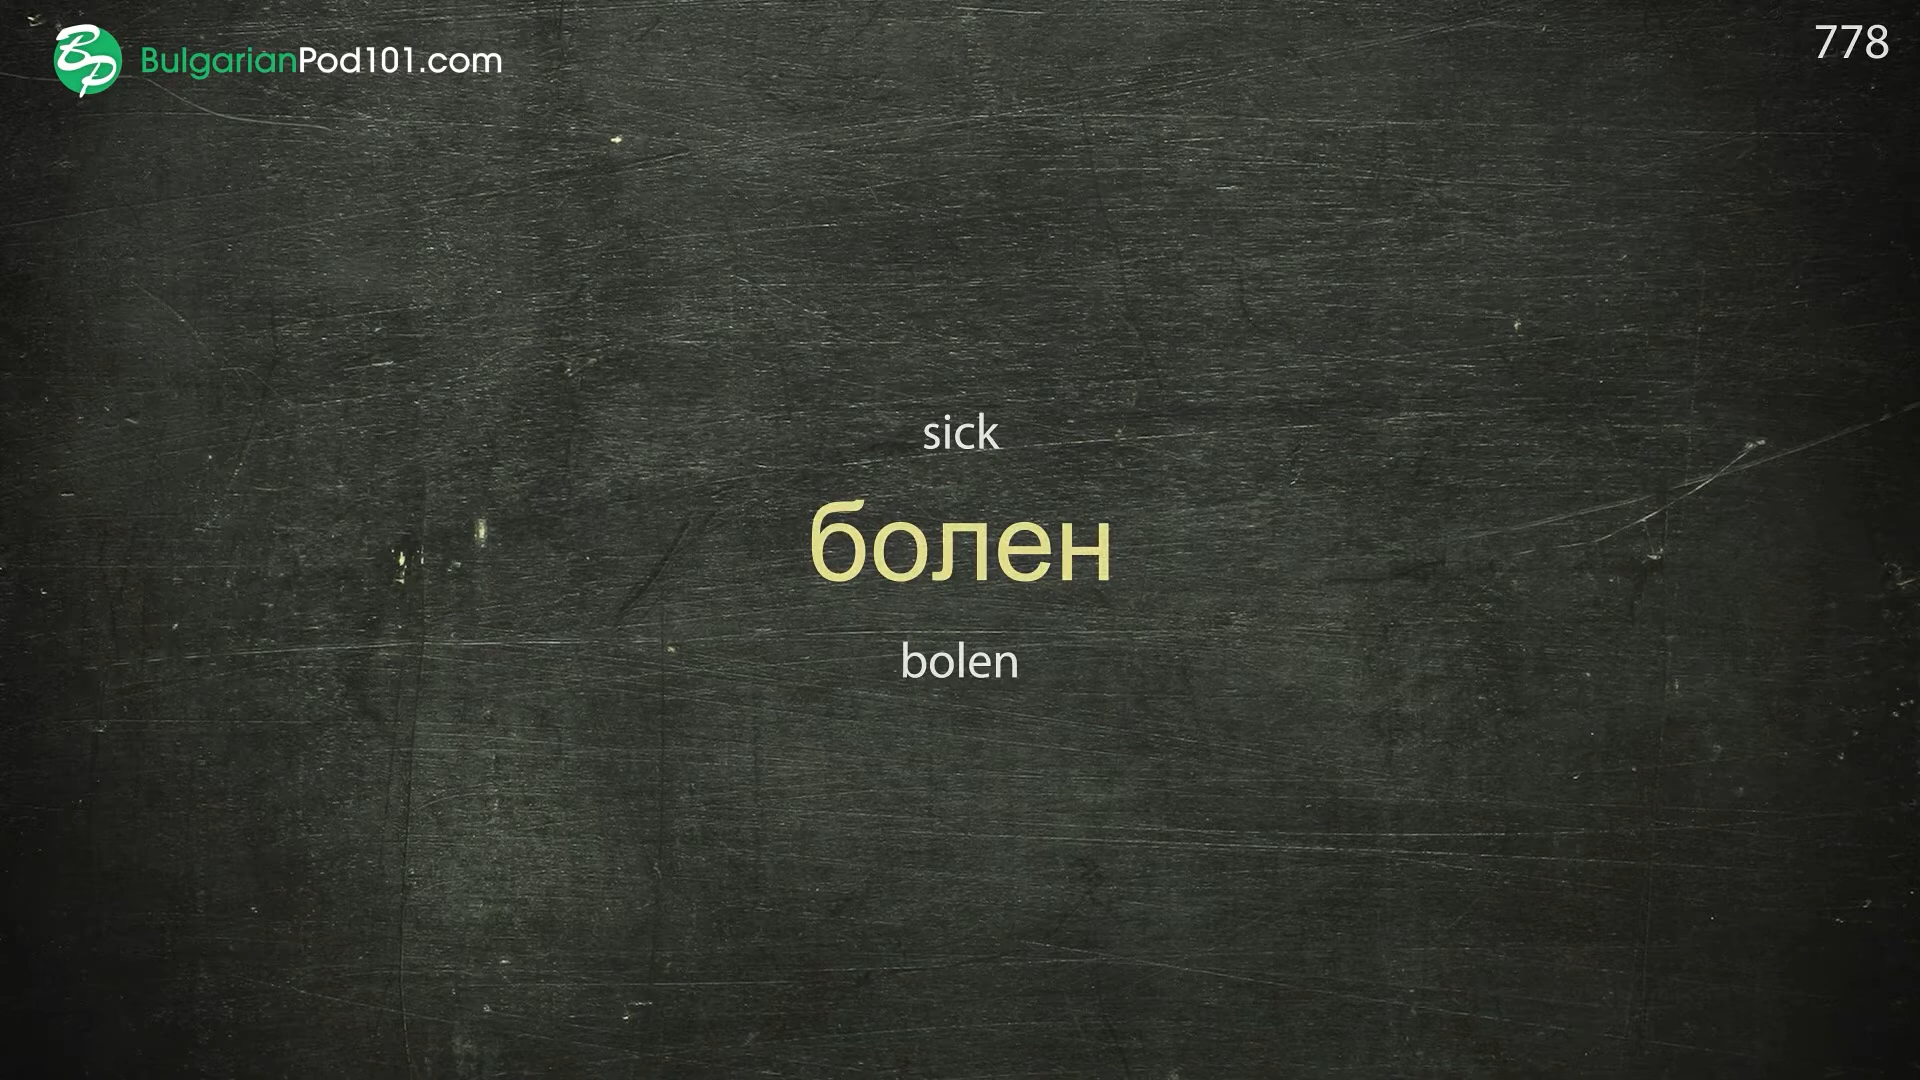 BulgarianPod101.com
778
sick
болен
bolen